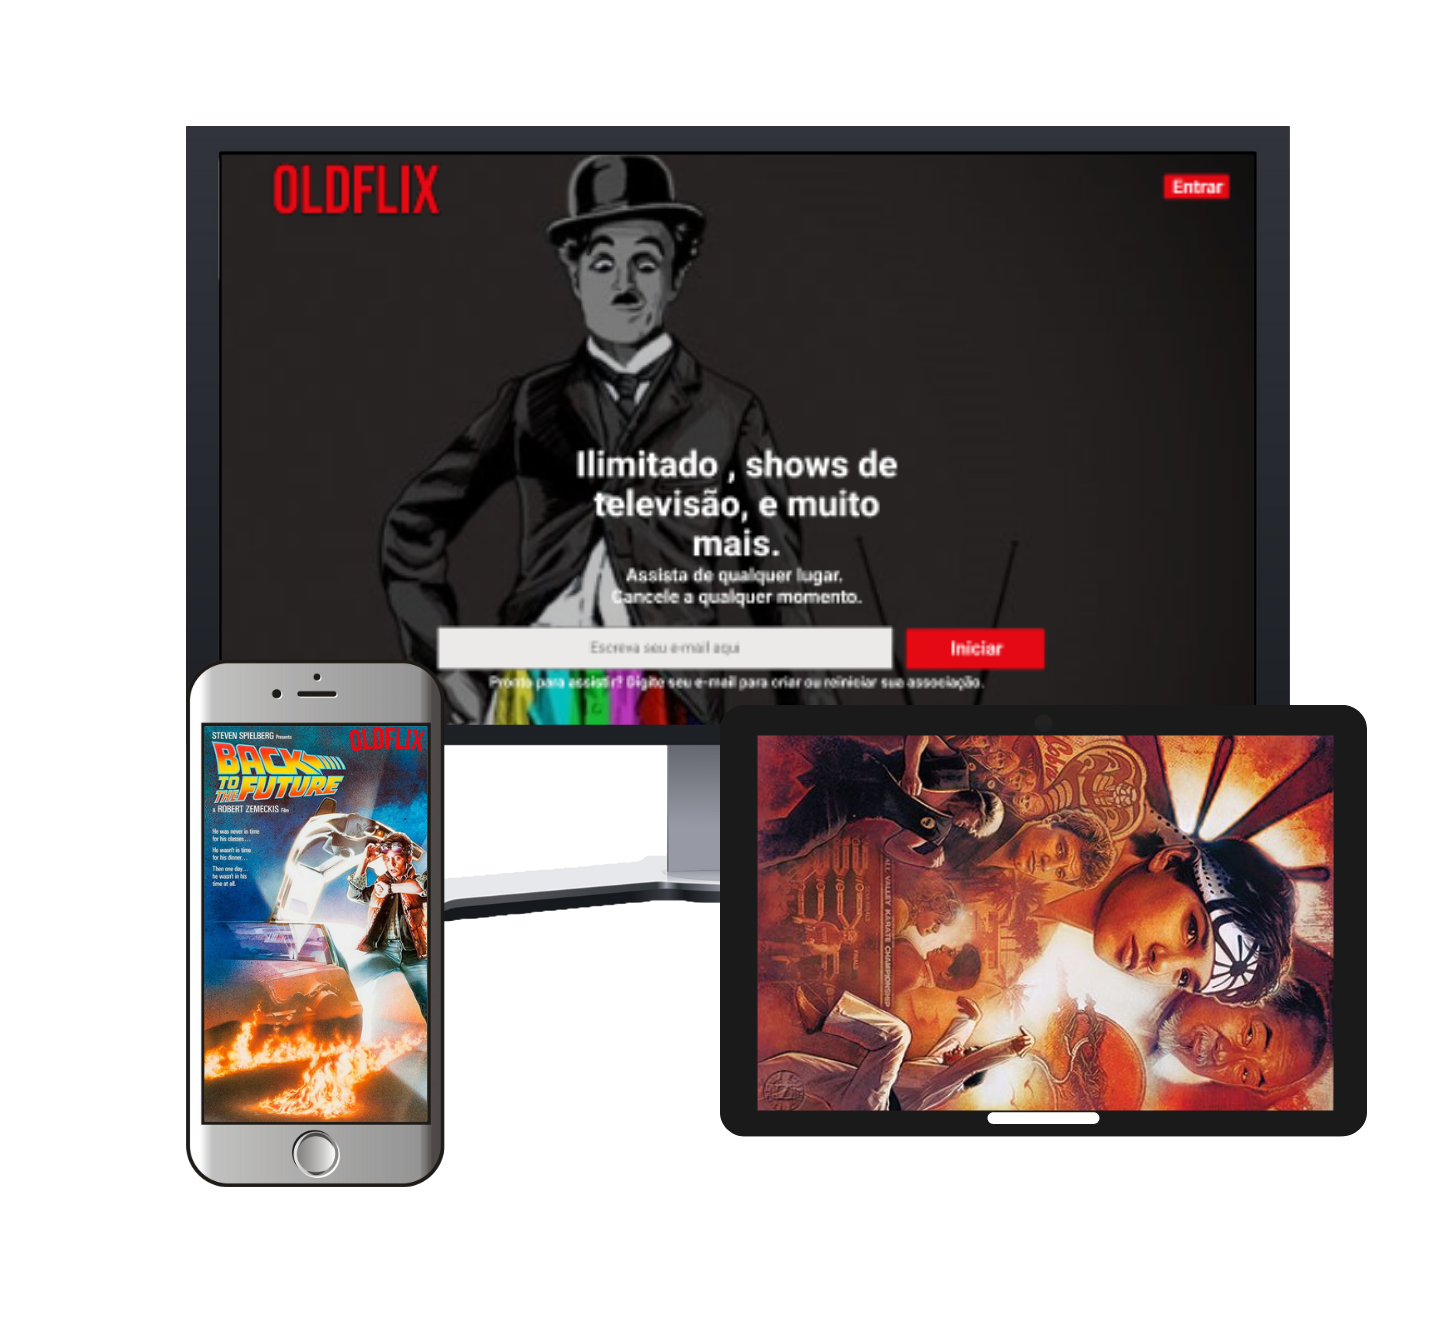 OLDFLIX
Entrar
Ilimitado , shows de
televisão, e muito
mais.
Assista de qualquer lugar.
Cancele a qualquer momento.
Escreva seu e-mail aqui
Iniciar
Pronto para assistir? Digite seu e-mail para criar ou reiniciar sua associação.
STEVEN SPIELBERG Presents
OLDFLIX
BACK
TO THE FUTURE
A ROBERT ZEMECKIS Film
He was never in time
for his classes...
He wasn't in time
for his dinner...
Then one day...
he wasn't in his
time at all.
ALL VALLEY KARATE CHAMPIONSHIP